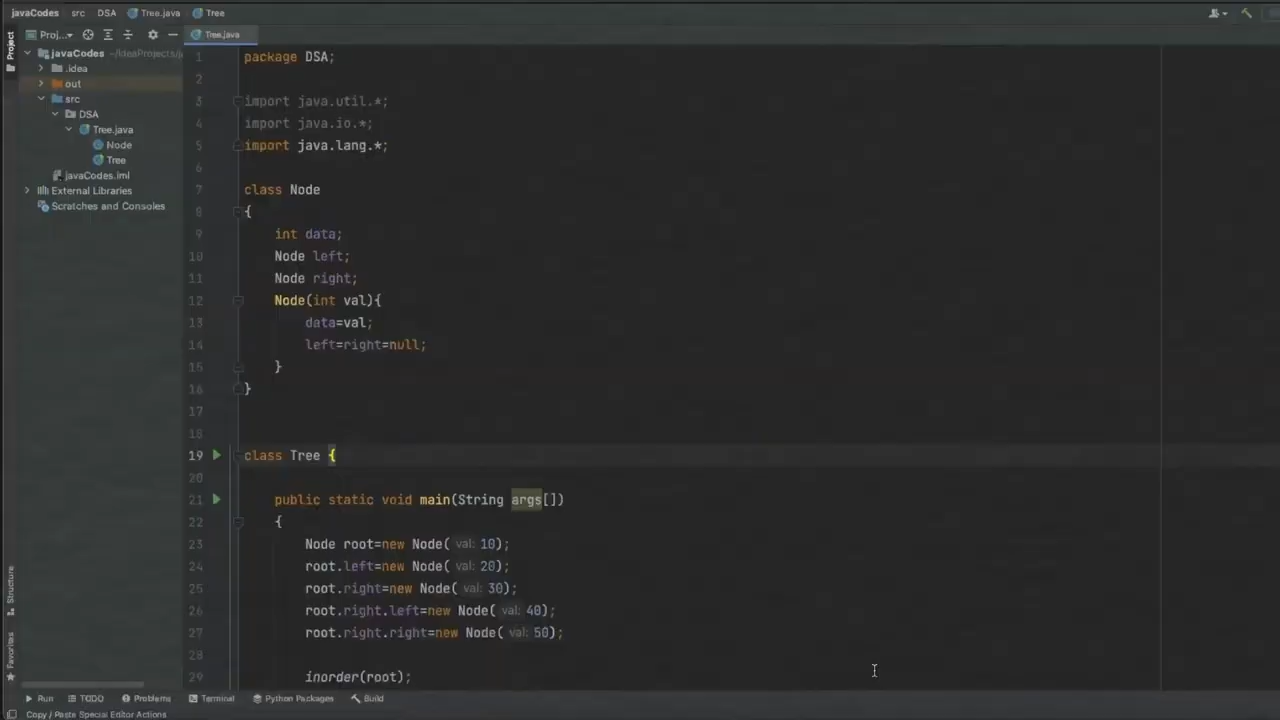 javaCodes src DSA Tree.java Tree
Project
Proj...
Tree.java
javaCodes ~/IdeaProjects/j
.idea
out
src
DSA
Tree.java
Node
Tree
javaCodes.iml
External Libraries
Scratches and Consoles
1 package DSA;
2
3 import java.util.*;
4 import java.io.*;
5 import java.lang.*;
6
7 class Node
8 {
9 int data;
10 Node left;
11 Node right;
12 Node(int val){
13 data=val;
14 left=right=null;
15 }
16 }
17
18
19 class Tree {
20
21 public static void main(String args[])
22 {
23 Node root=new Node( val: 10);
24 root.left=new Node( val: 20);
25 root.right=new Node( val: 30);
26 root.right.left=new Node( val: 40);
27 root.right.right=new Node( val: 50);
28
29 inorder(root);
Structure
Favorites
Run TODO Problems Terminal Python Packages Build
Copy / Paste Special Editor Actions